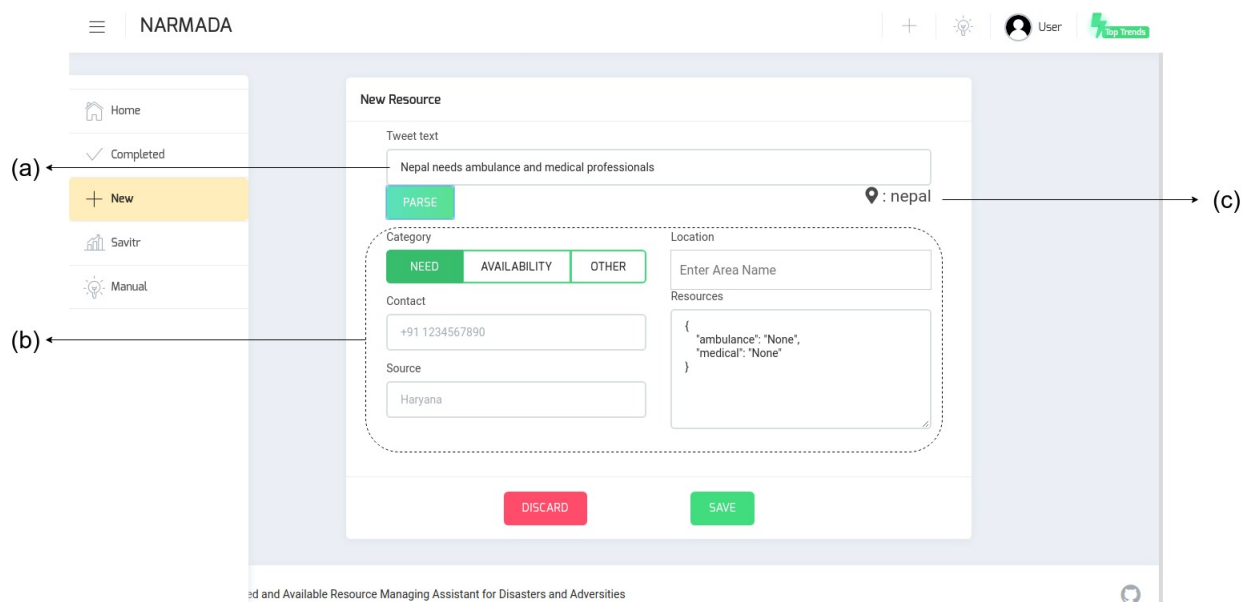 NARMADA
User
Top Trends
Home
Completed
New
Savitr
Manual
New Resource
Tweet text
(a)
Nepal needs ambulance and medical professionals
PARSE
: nepal
(c)
Category
NEED AVAILABILITY OTHER
Contact
+91 1234567890
Source
Haryana
Location
Enter Area Name
Resources
{
"ambulance": "None",
"medical": "None"
}
(b)
DISCARD
SAVE
ed and Available Resource Managing Assistant for Disasters and Adversities